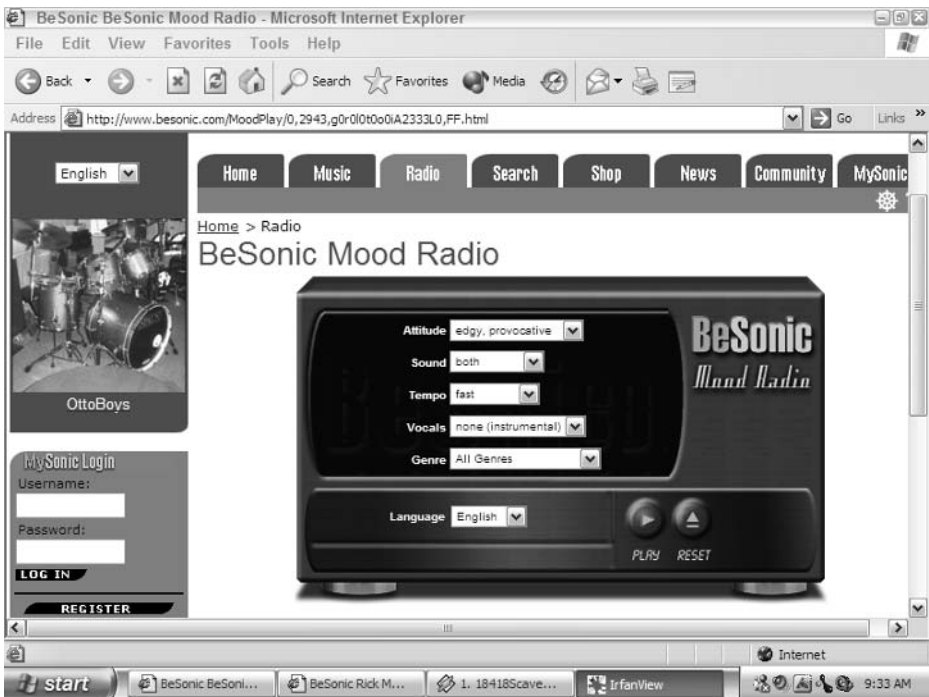 BeSonic BeSonic Mood Radio - Microsoft Internet Explorer
File Edit View Favorites Tools Help
Back Search Favorites Media
Address http://www.besonic.com/MoodPlay/0,2943,g0r0l0t0o0iA2333L0,FF.html Go Links »
English
Home Music Radio Search Shop News Community MySonic
Home > Radio
BeSonic Mood Radio
OttoBoys
Attitude edgy, provocative
Sound both
Tempo fast
Vocals none (instrumental)
Genre All Genres
Language English
PLAY RESET
BeSonic
Mood Radio
MySonic Login
Username:
Password:
LOG IN
REGISTER
Internet
start BeSonic BeSoni... BeSonic Rick M... 1. 18418Scave... IrfanView 9:33 AM